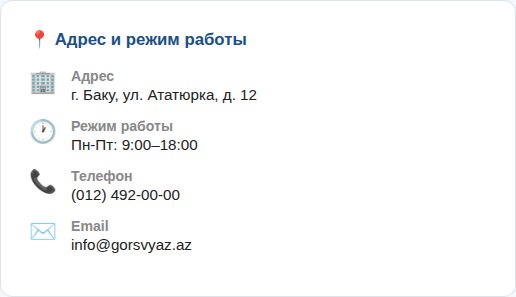 Адрес и режим работы
Адрес
г. Баку, ул. Ататюрка, д. 12
Режим работы
Пн-Пт: 9:00–18:00
Телефон
(012) 492-00-00
Email
info@gorsvyaz.az